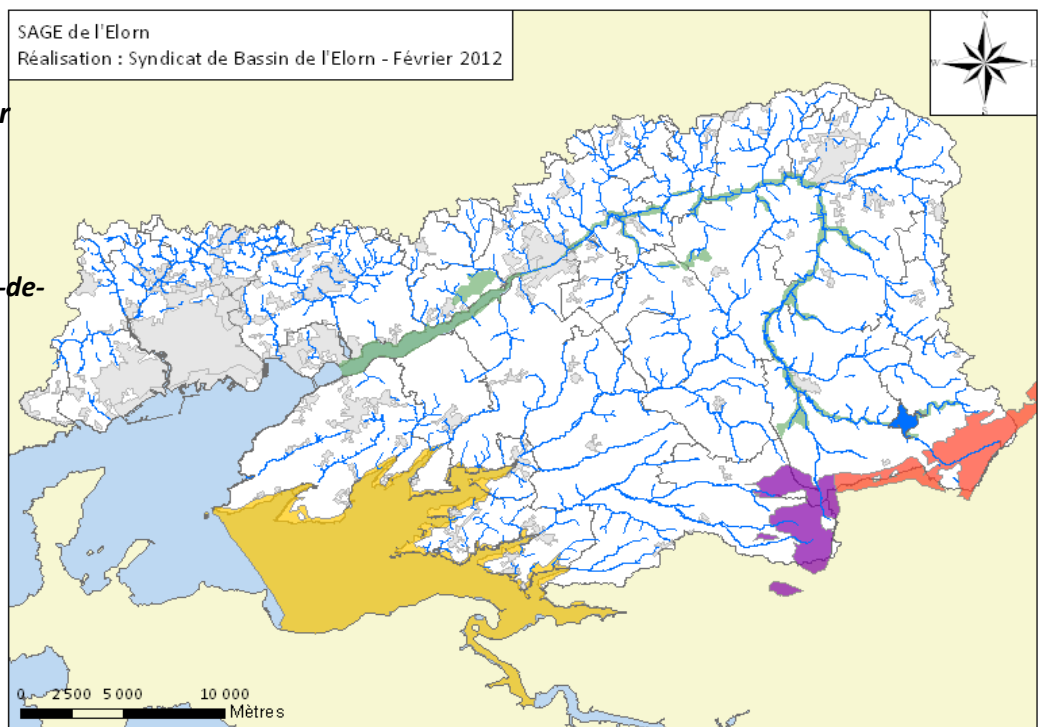 SAGE de l'Elorn
Réalisation : Syndicat de Bassin de l'Elorn - Février 2012
N
W E
S
r
-de-
0 2 500 5 000 10 000
Mètres